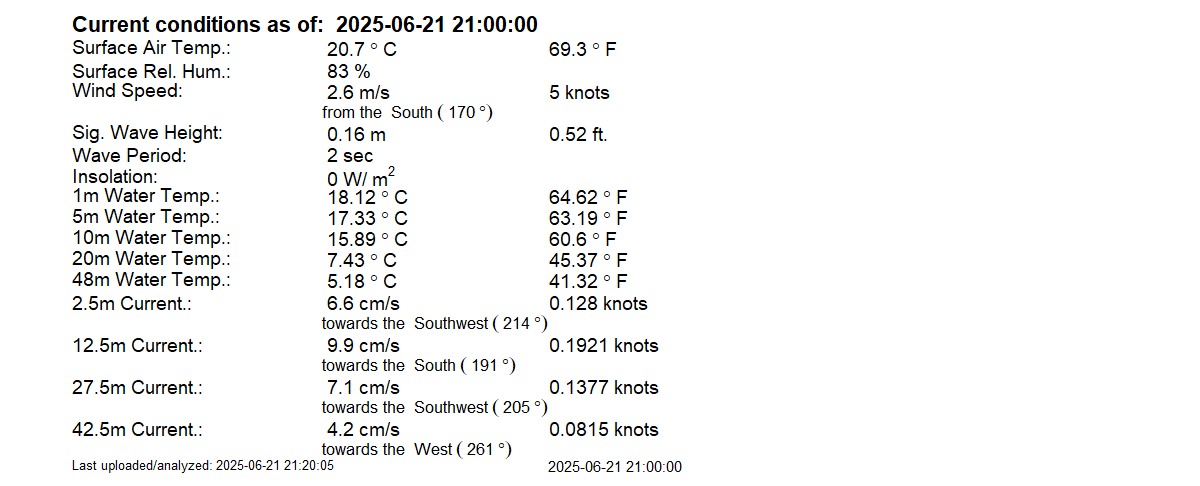 Current conditions as of: 2025-06-21 21:00:00
Surface Air Temp.: 20.7 ° C 69.3 ° F
Surface Rel. Hum.: 83 %
Wind Speed: 2.6 m/s 5 knots
from the South ( 170 °)
Sig. Wave Height: 0.16 m 0.52 ft.
Wave Period: 2 sec
Insolation: 0 W/ m²
1m Water Temp.: 18.12 ° C 64.62 ° F
5m Water Temp.: 17.33 ° C 63.19 ° F
10m Water Temp.: 15.89 ° C 60.6 ° F
20m Water Temp.: 7.43 ° C 45.37 ° F
48m Water Temp.: 5.18 ° C 41.32 ° F
2.5m Current.: 6.6 cm/s 0.128 knots
towards the Southwest ( 214 °)
12.5m Current.: 9.9 cm/s 0.1921 knots
towards the South ( 191 °)
27.5m Current.: 7.1 cm/s 0.1377 knots
towards the Southwest ( 205 °)
42.5m Current.: 4.2 cm/s 0.0815 knots
towards the West ( 261 °)
Last uploaded/analyzed: 2025-06-21 21:20:05 2025-06-21 21:00:00